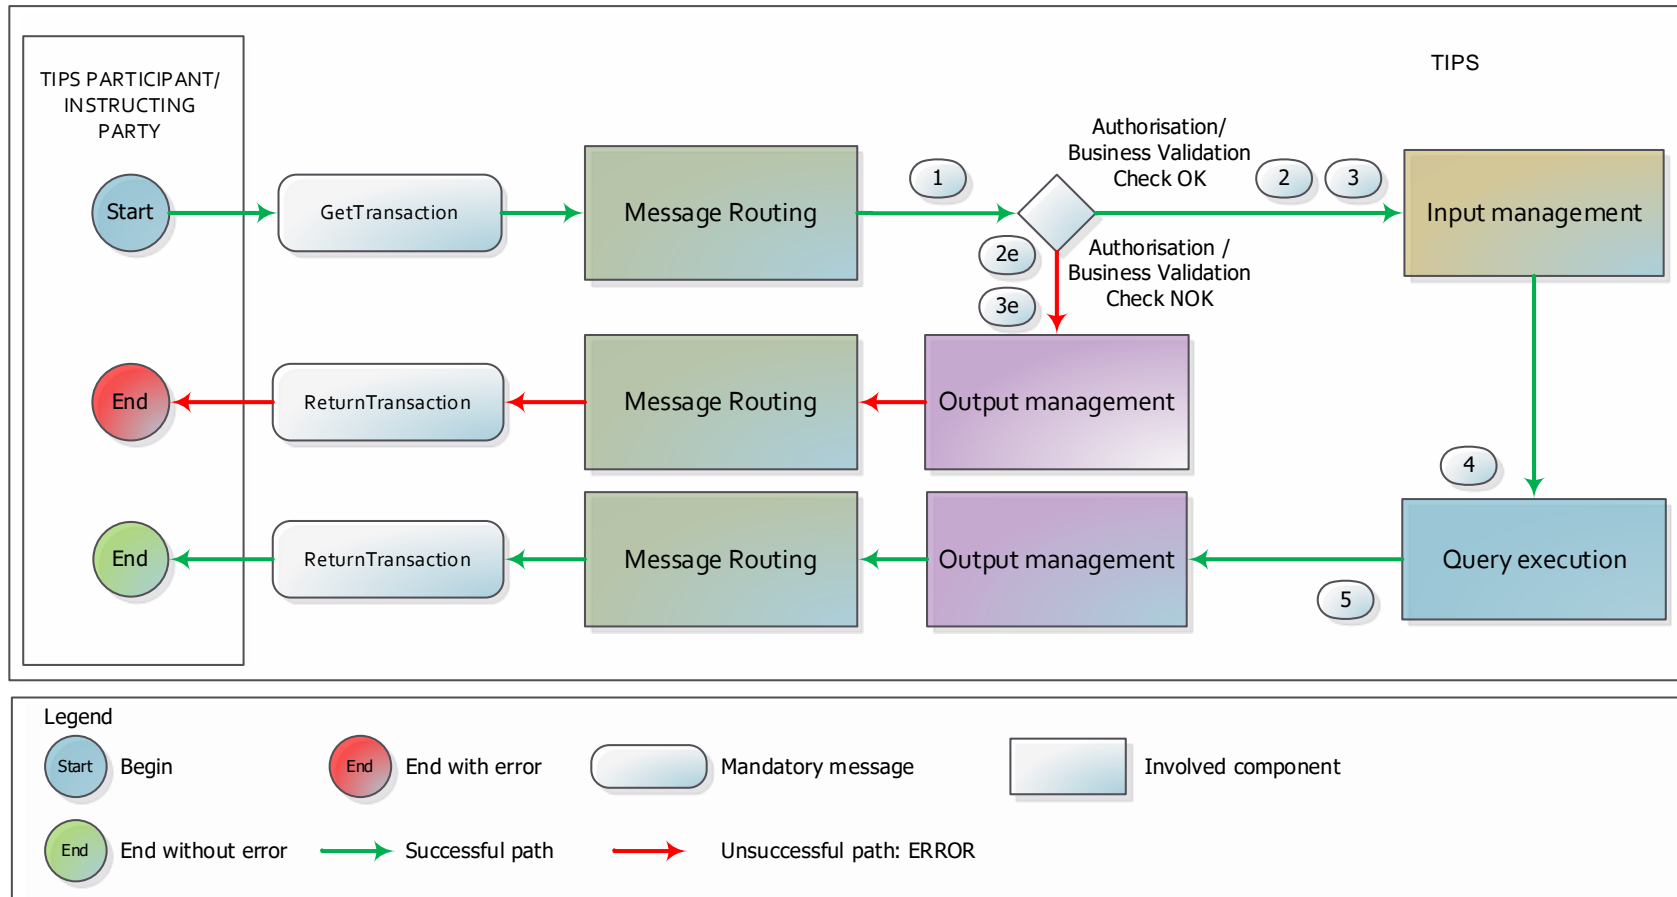 TIPS PARTICIPANT/
INSTRUCTING
PARTY
TIPS
Start
GetTransaction
Message Routing
1
Authorisation/
Business Validation
Check OK
2
3
Input management
2e
3e
Authorisation /
Business Validation
Check NOK
End
ReturnTransaction
Message Routing
Output management
4
End
ReturnTransaction
Message Routing
Output management
5
Query execution
Legend
Start
Begin
End
End with error
Mandatory message
Involved component
End
End without error
Successful path
Unsuccessful path: ERROR